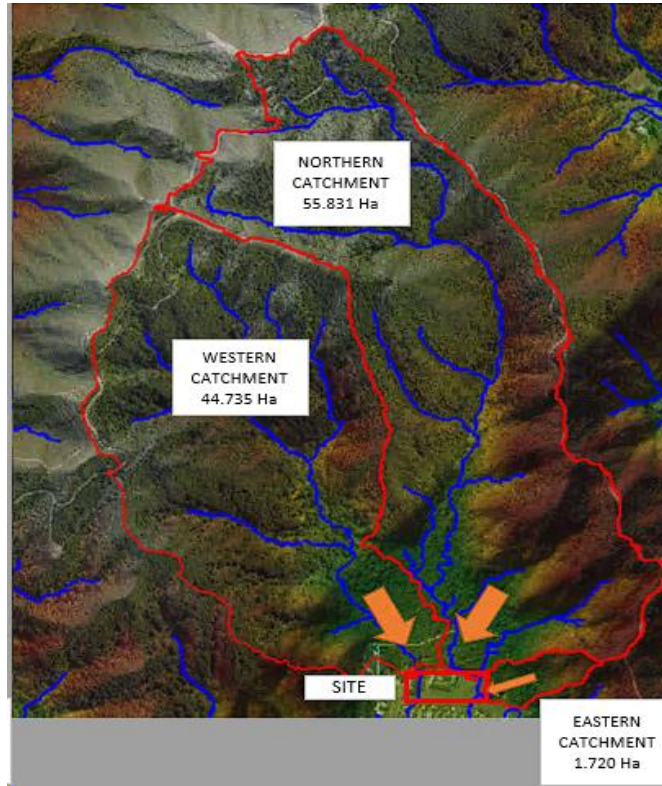 NORTHERN
CATCHMENT
55.831 Ha
WESTERN
CATCHMENT
44.735 Ha
SITE
EASTERN
CATCHMENT
1.720 Ha